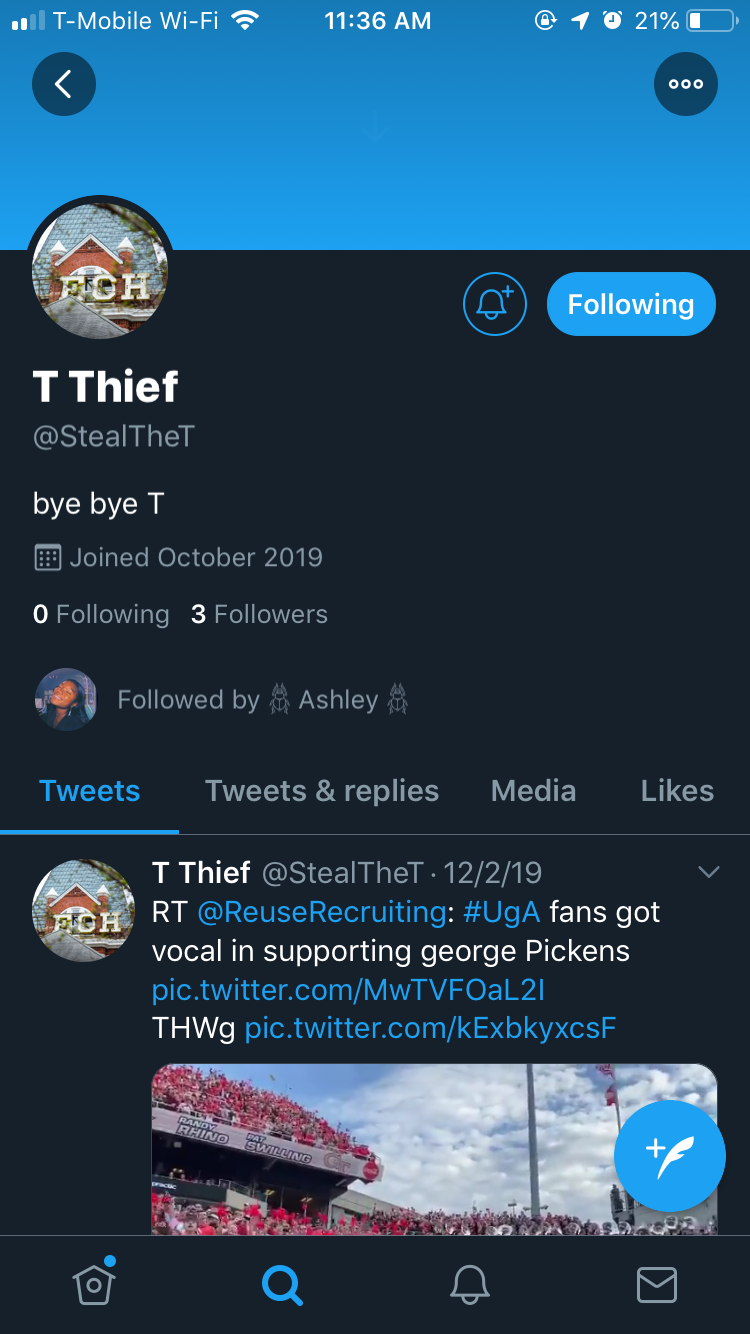 T-Mobile Wi-Fi 11:36 AM 21%
ECH
Following
T Thief
@StealTheT
bye bye T
Joined October 2019
0 Following 3 Followers
Followed by 🪲 Ashley 🪲
Tweets Tweets & replies Media Likes
ECH
T Thief @StealTheT · 12/2/19
RT @ReuseRecruiting: #UgA fans got
vocal in supporting george Pickens
pic.twitter.com/MwTVFOaL2I
THWg pic.twitter.com/kExbkyxcsF
RANDY
RHINO
PAT
SWILLING
GT